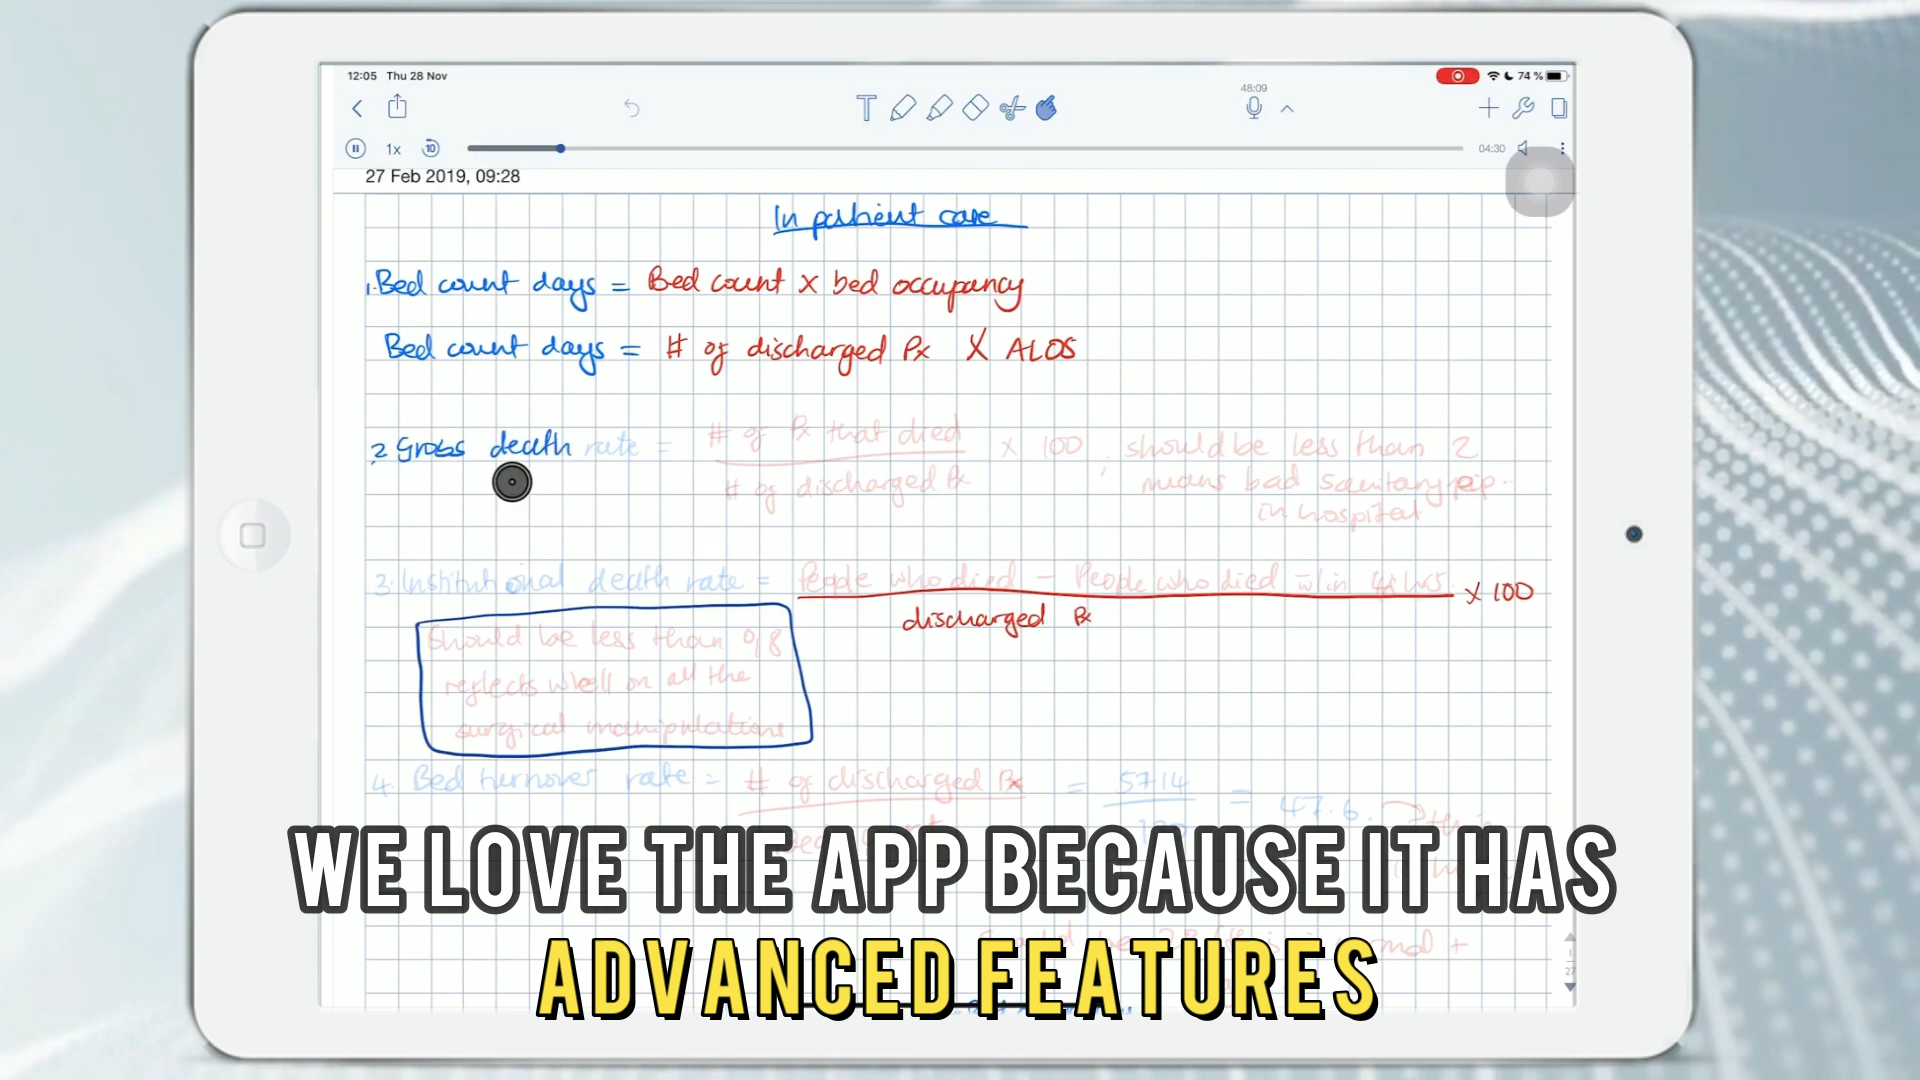 12:05 Thu 28 Nov
74 %
48:09
1x 10
04:30
27 Feb 2019, 09:28
In patient care
1. Bed count days = Bed count x bed occupancy
Bed count days = # of discharged Px X ALOS
2 Gross death rate = # of Px that died x 100, should be less than 2
# of discharged Px
means bad sanitary
in hospital
3. Institutional death rate = People who died - People who died w/in 48 hrs. x 100
discharged Px
Should be less than 0,8
reflects well on all the
surgical manipulations
4. Bed turnover rate = # of discharged Px = 5714 = 47.6.
WE LOVE THE APP BECAUSE IT HAS
ADVANCED FEATURES